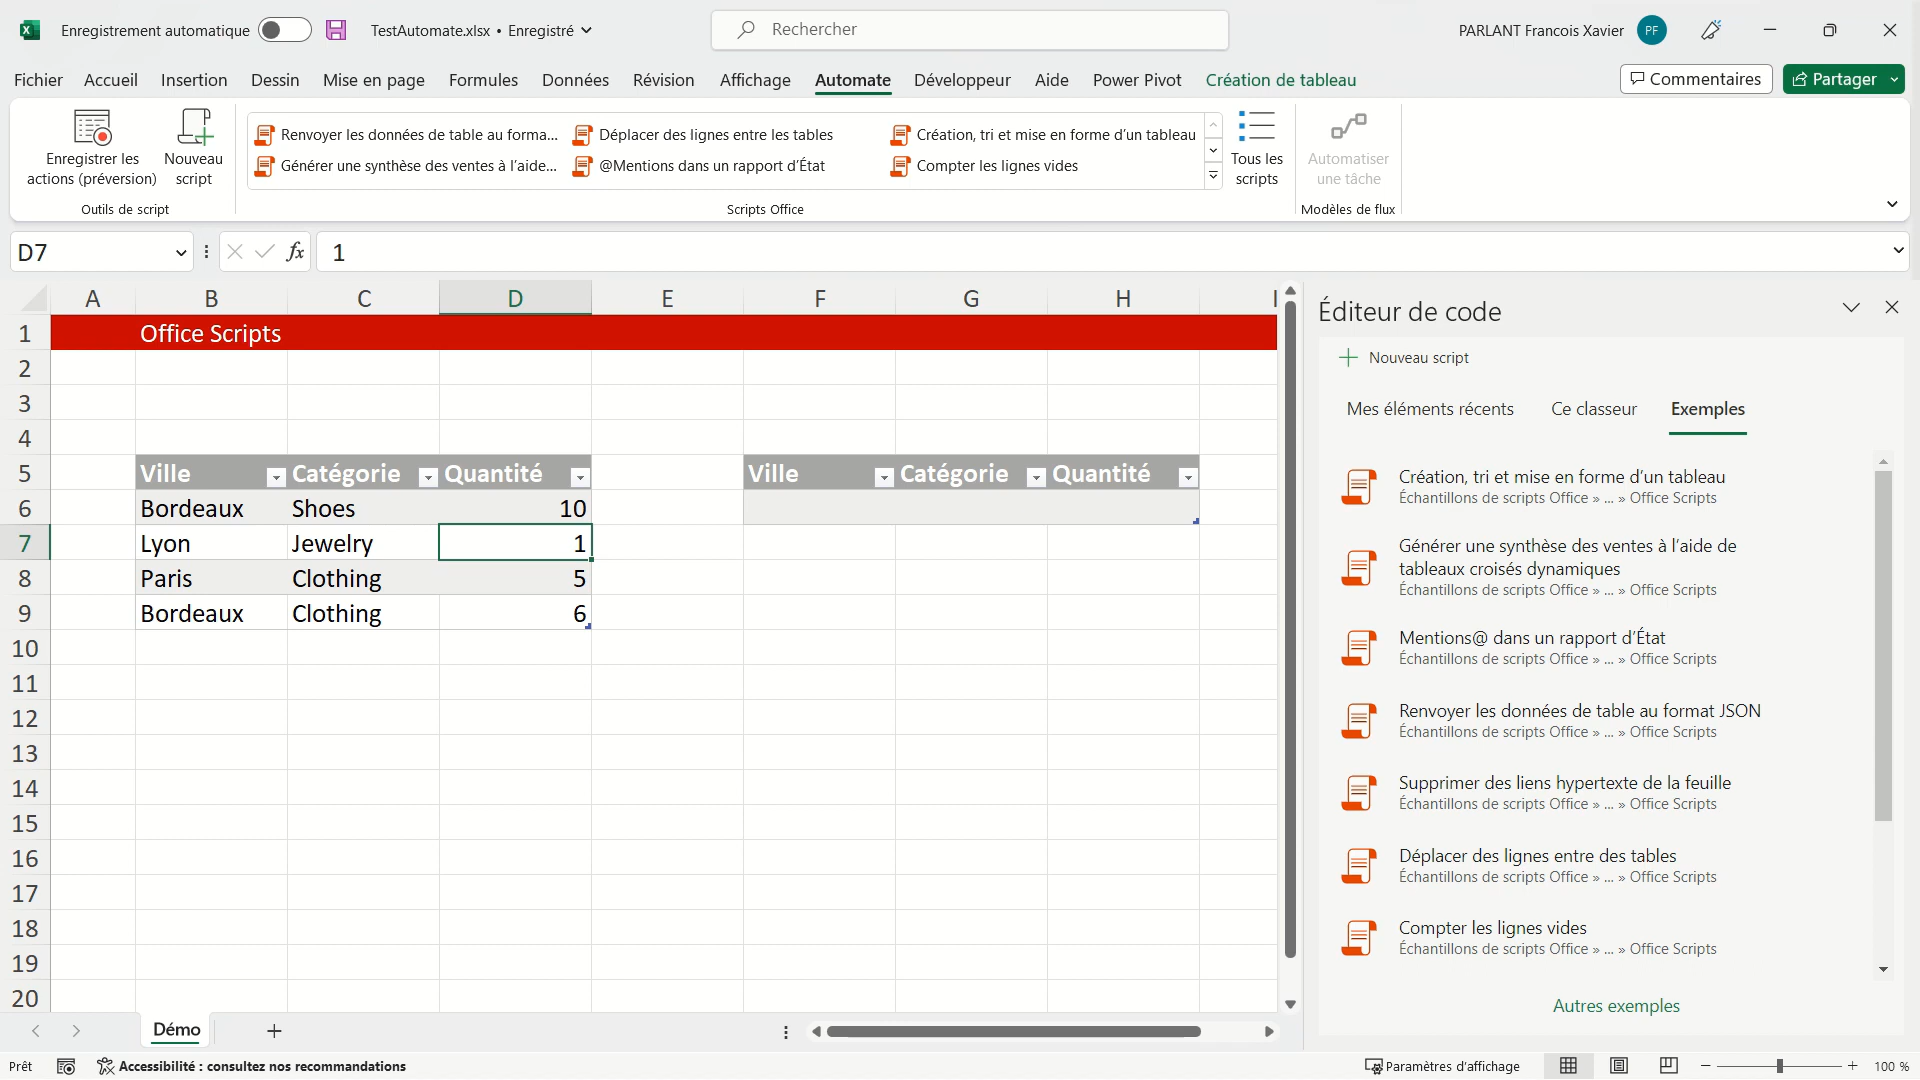 Enregistrement automatique
TestAutomate.xlsx • Enregistré
Rechercher
PARLANT Francois Xavier
PF
Fichier Accueil Insertion Dessin Mise en page Formules Données Révision Affichage Automate Développeur Aide Power Pivot Création de tableau
Commentaires
Partager
Enregistrer les
actions (préversion)
Nouveau
script
Outils de script
Renvoyer les données de table au forma...
Déplacer des lignes entre les tables
Création, tri et mise en forme d'un tableau
Générer une synthèse des ventes à l'aide...
@Mentions dans un rapport d'État
Compter les lignes vides
Tous les
scripts
Scripts Office
Automatiser
une tâche
Modèles de flux
D7
fx
1
A B C D E F G H I
1 Office Scripts
2
3
4
5 Ville Catégorie Quantité Ville Catégorie Quantité
6 Bordeaux Shoes 10
7 Lyon Jewelry 1
8 Paris Clothing 5
9 Bordeaux Clothing 6
10
11
12
13
14
15
16
17
18
19
20
Éditeur de code
Nouveau script
Mes éléments récents Ce classeur Exemples
Création, tri et mise en forme d'un tableau
Échantillons de scripts Office » ... » Office Scripts
Générer une synthèse des ventes à l'aide de
tableaux croisés dynamiques
Échantillons de scripts Office » ... » Office Scripts
Mentions@ dans un rapport d'État
Échantillons de scripts Office » ... » Office Scripts
Renvoyer les données de table au format JSON
Échantillons de scripts Office » ... » Office Scripts
Supprimer des liens hypertexte de la feuille
Échantillons de scripts Office » ... » Office Scripts
Déplacer des lignes entre des tables
Échantillons de scripts Office » ... » Office Scripts
Compter les lignes vides
Échantillons de scripts Office » ... » Office Scripts
Autres exemples
Démo
Prêt
Accessibilité : consultez nos recommandations
Paramètres d'affichage
100 %